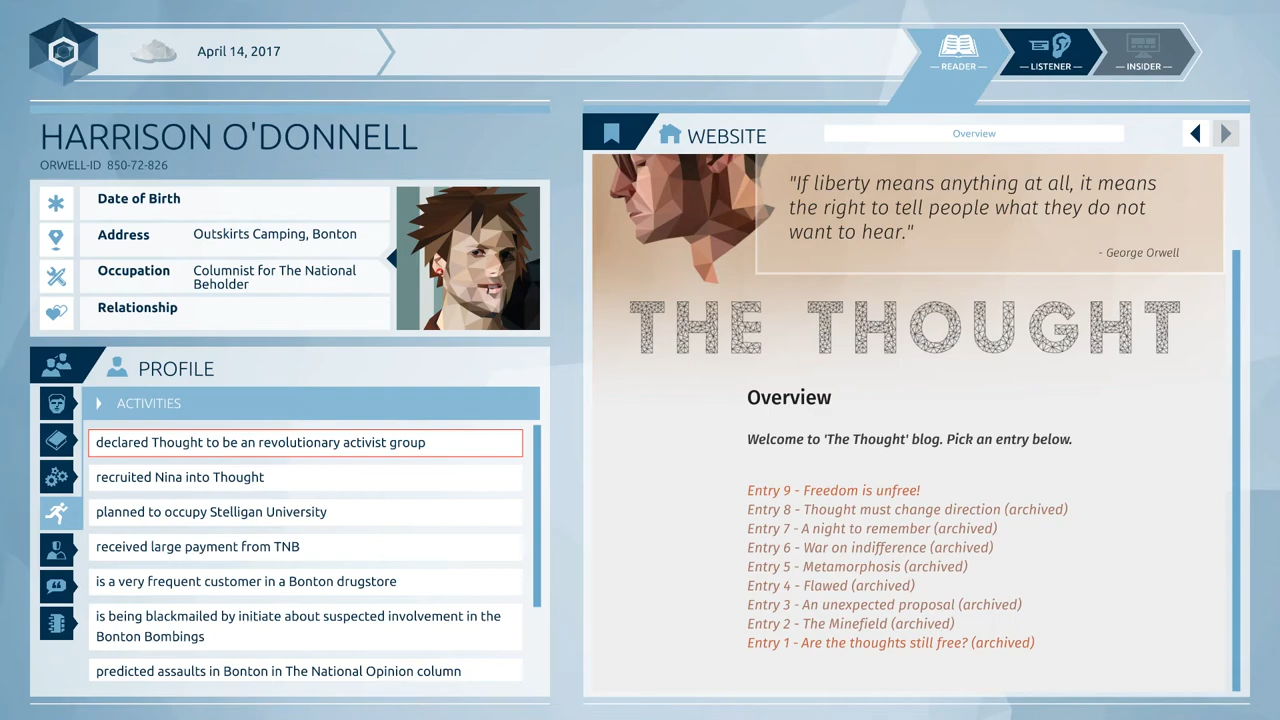 April 14, 2017
— READER —
— LISTENER —
— INSIDER —
HARRISON O'DONNELL
ORWELL-ID 850-72-826
Date of Birth
Address Outskirts Camping, Bonton
Occupation Columnist for The National
Beholder
Relationship
PROFILE
ACTIVITIES
declared Thought to be an revolutionary activist group
recruited Nina into Thought
planned to occupy Stelligan University
received large payment from TNB
is a very frequent customer in a Bonton drugstore
is being blackmailed by initiate about suspected involvement in the
Bonton Bombings
predicted assaults in Bonton in The National Opinion column
WEBSITE
Overview
"If liberty means anything at all, it means
the right to tell people what they do not
want to hear."
- George Orwell
THE THOUGHT
Overview
Welcome to 'The Thought' blog. Pick an entry below.
Entry 9 - Freedom is unfree!
Entry 8 - Thought must change direction (archived)
Entry 7 - A night to remember (archived)
Entry 6 - War on indifference (archived)
Entry 5 - Metamorphosis (archived)
Entry 4 - Flawed (archived)
Entry 3 - An unexpected proposal (archived)
Entry 2 - The Minefield (archived)
Entry 1 - Are the thoughts still free? (archived)